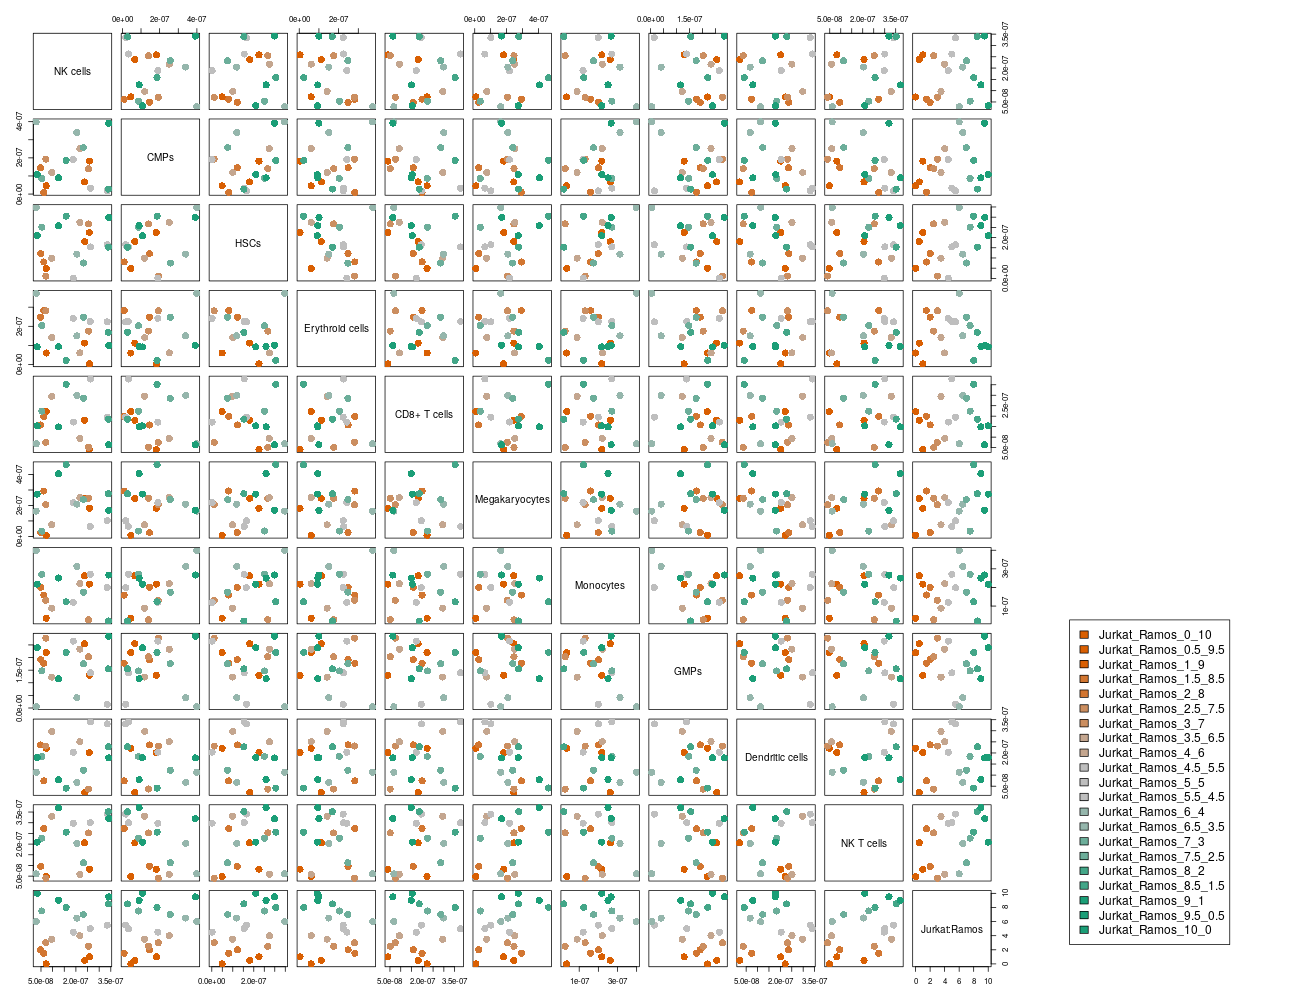 0e+00 2e-07 4e-07
0e+00 2e-07
0e+00 2e-07 4e-07
0.0e+00 1.5e-07
5.0e-08 2.0e-07 3.5e-07
NK cells
5.0e-08 2.0e-07 3.5e-07
0e+00 2e-07 4e-07
CMPs
HSCs
0.0e+00 2.0e-07
0e+00 2e-07
Erythroid cells
CD8+ T cells
5.0e-08 2.5e-07
0e+00 2e-07 4e-07
Megakaryocytes
Monocytes
1e-07 3e-07
0.0e+00 1.5e-07
GMPs
Dendritic cells
5.0e-08 2.0e-07 3.5e-07
5.0e-08 2.0e-07 3.5e-07
NK T cells
Jurkat:Ramos
0 2 4 6 8 10
5.0e-08 2.0e-07 3.5e-07
0.0e+00 2.0e-07
5.0e-08 2.0e-07 3.5e-07
1e-07 3e-07
5.0e-08 2.0e-07 3.5e-07
0 2 4 6 8 10
Jurkat_Ramos_0_10
Jurkat_Ramos_0.5_9.5
Jurkat_Ramos_1_9
Jurkat_Ramos_1.5_8.5
Jurkat_Ramos_2_8
Jurkat_Ramos_2.5_7.5
Jurkat_Ramos_3_7
Jurkat_Ramos_3.5_6.5
Jurkat_Ramos_4_6
Jurkat_Ramos_4.5_5.5
Jurkat_Ramos_5_5
Jurkat_Ramos_5.5_4.5
Jurkat_Ramos_6_4
Jurkat_Ramos_6.5_3.5
Jurkat_Ramos_7_3
Jurkat_Ramos_7.5_2.5
Jurkat_Ramos_8_2
Jurkat_Ramos_8.5_1.5
Jurkat_Ramos_9_1
Jurkat_Ramos_9.5_0.5
Jurkat_Ramos_10_0